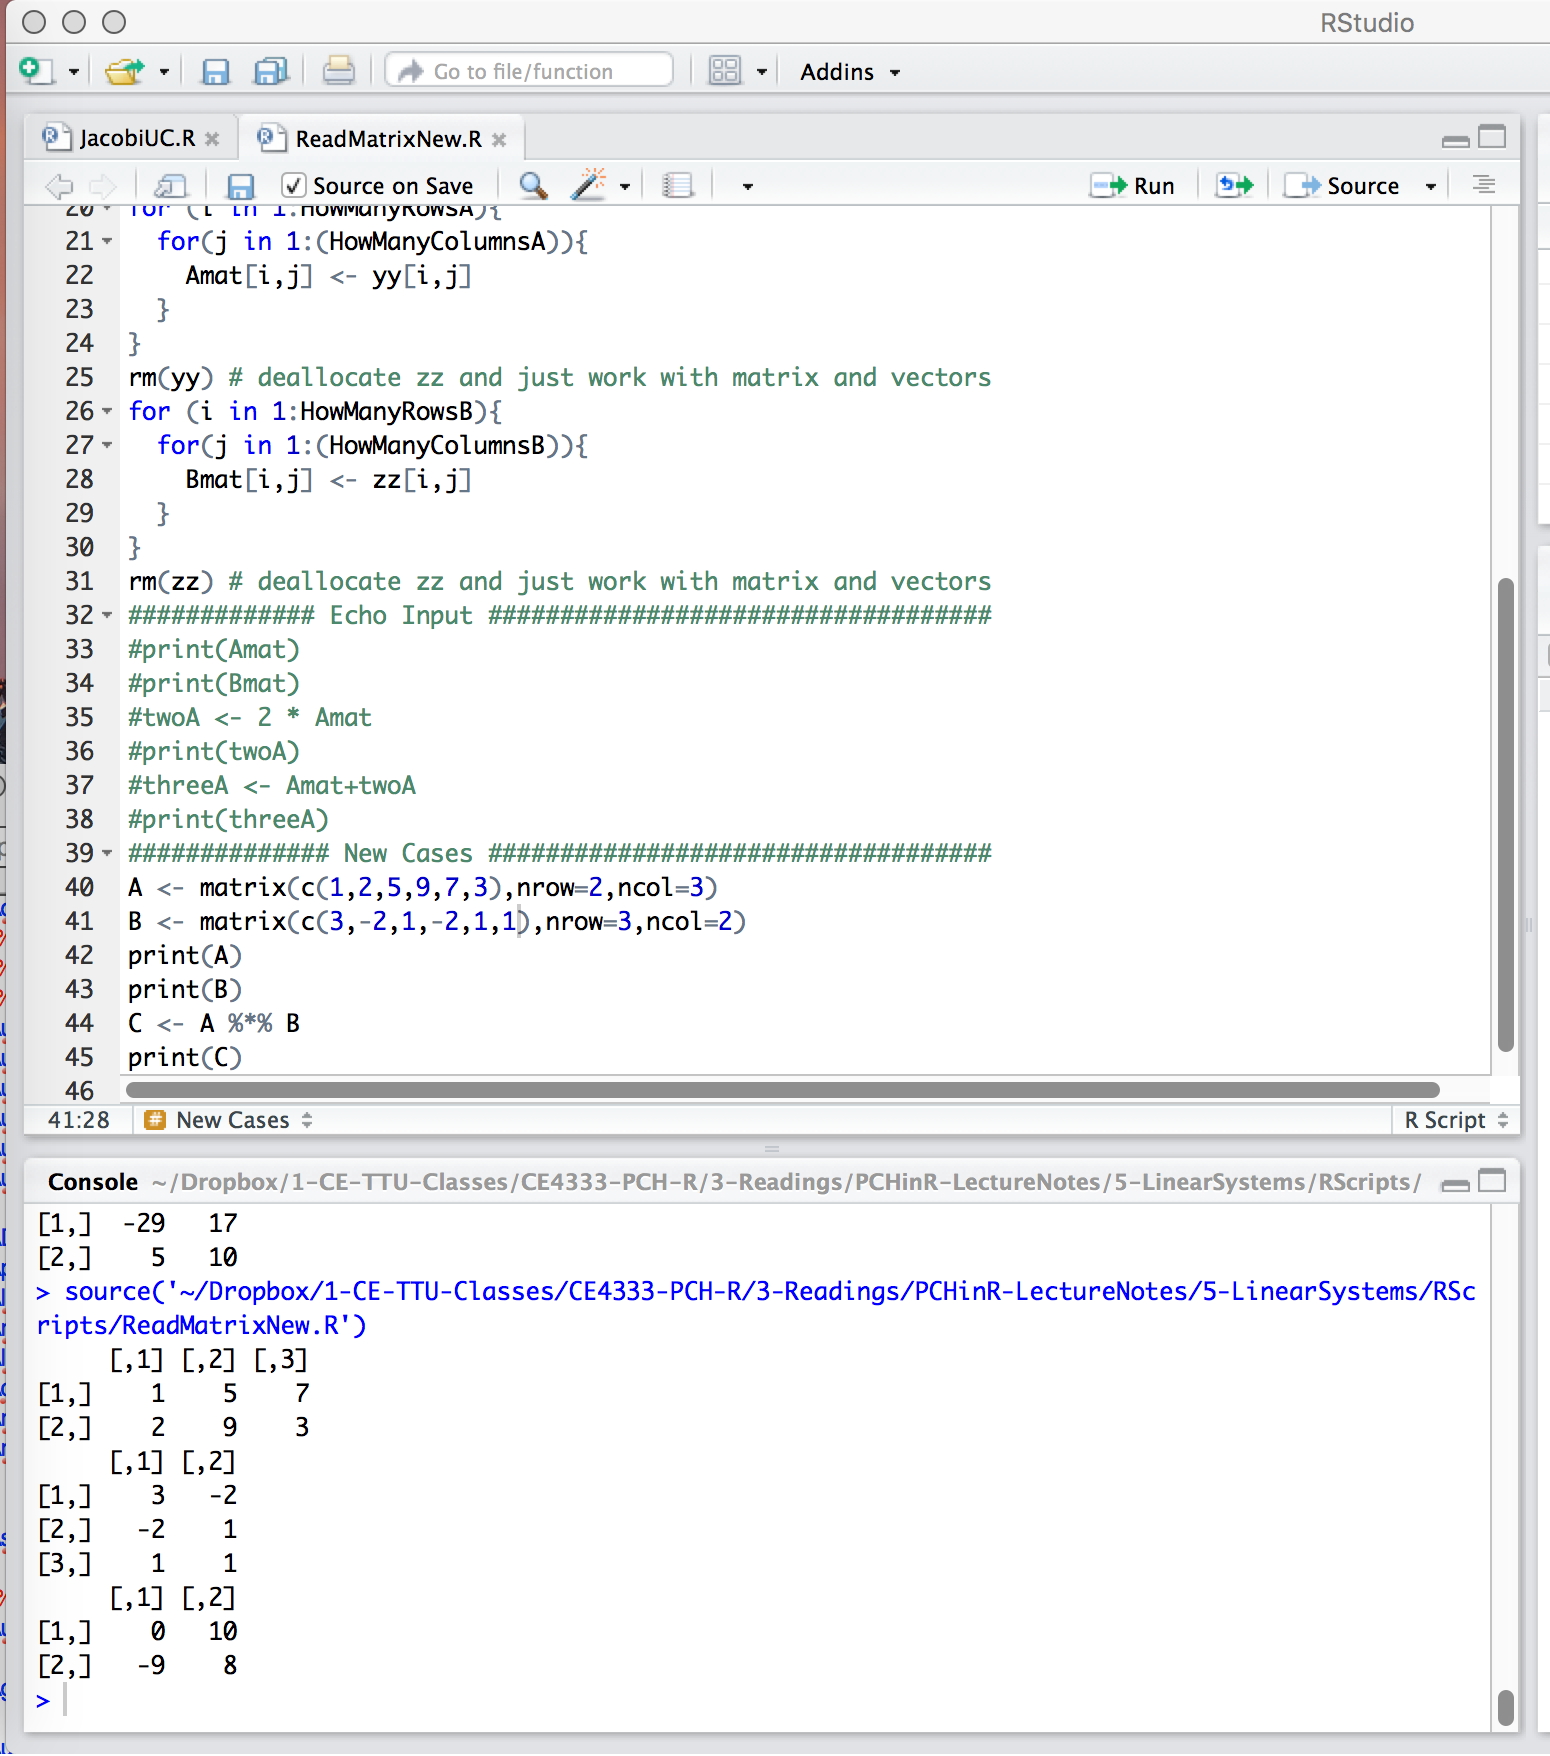 RStudio
Go to file/function
Addins
JacobiUC.R
ReadMatrixNew.R
Source on Save
Run
Source
20 for (i in 1:HowManyRowsA){
21 for(j in 1:(HowManyColumnsA)){
22 Amat[i,j] <- yy[i,j]
23 }
24 }
25 rm(yy) # deallocate zz and just work with matrix and vectors
26 for (i in 1:HowManyRowsB){
27 for(j in 1:(HowManyColumnsB)){
28 Bmat[i,j] <- zz[i,j]
29 }
30 }
31 rm(zz) # deallocate zz and just work with matrix and vectors
32 ############# Echo Input ###################################
33 #print(Amat)
34 #print(Bmat)
35 #twoA <- 2 * Amat
36 #print(twoA)
37 #threeA <- Amat+twoA
38 #print(threeA)
39 ############## New Cases ###################################
40 A <- matrix(c(1,2,5,9,7,3),nrow=2,ncol=3)
41 B <- matrix(c(3,-2,1,-2,1,1),nrow=3,ncol=2)
42 print(A)
43 print(B)
44 C <- A %*% B
45 print(C)
46
41:28 # New Cases R Script
Console ~/Dropbox/1-CE-TTU-Classes/CE4333-PCH-R/3-Readings/PCHinR-LectureNotes/5-LinearSystems/RScripts/
[1,] -29 17
[2,] 5 10
> source('~/Dropbox/1-CE-TTU-Classes/CE4333-PCH-R/3-Readings/PCHinR-LectureNotes/5-LinearSystems/RSc
ripts/ReadMatrixNew.R')
[,1] [,2] [,3]
[1,] 1 5 7
[2,] 2 9 3
[,1] [,2]
[1,] 3 -2
[2,] -2 1
[3,] 1 1
[,1] [,2]
[1,] 0 10
[2,] -9 8
>